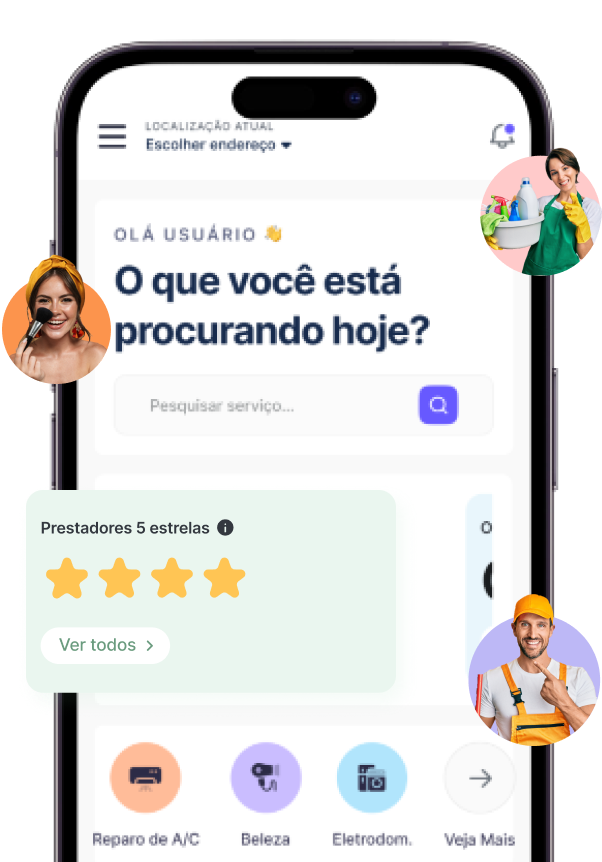 LOCALIZAÇÃO ATUAL
Escolher endereço
OLÁ USUÁRIO 👋
O que você está
procurando hoje?
Pesquisar serviço...
Prestadores 5 estrelas
Ver todos
Reparo de A/C
Beleza
Eletrodom.
Veja Mais